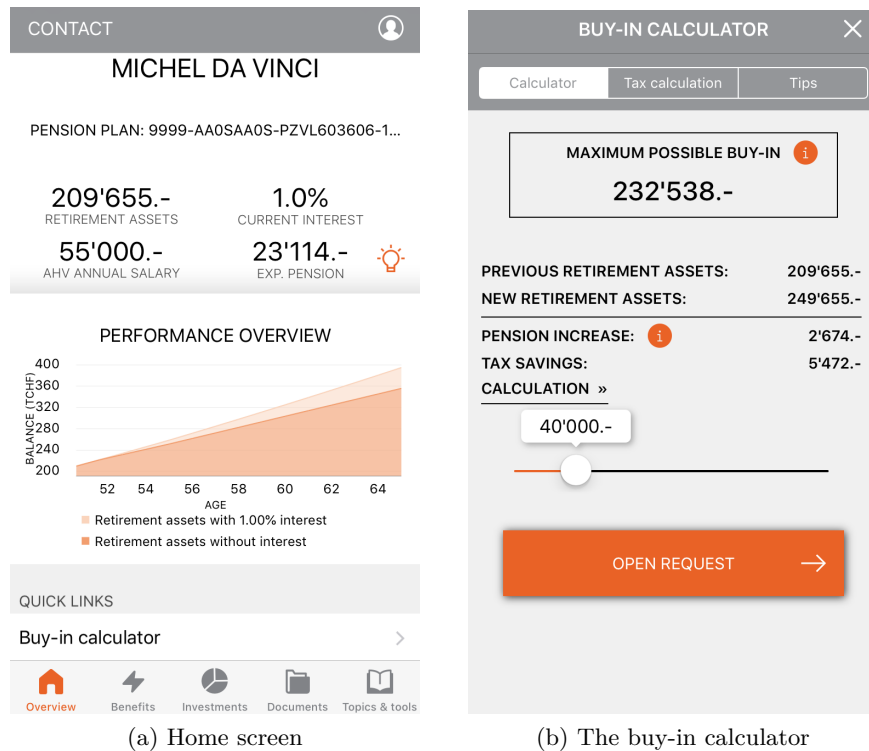 CONTACT
MICHEL DA VINCI
PENSION PLAN: 9999-AA0SAA0S-PZVL603606-1...
209'655.- 1.0%
RETIREMENT ASSETS CURRENT INTEREST
55'000.- 23'114.-
AHV ANNUAL SALARY EXP. PENSION
PERFORMANCE OVERVIEW
BALANCE (TCHF)
400
360
320
280
240
200
52 54 56 58 60 62 64
AGE
Retirement assets with 1.00% interest
Retirement assets without interest
QUICK LINKS
Buy-in calculator
Overview Benefits Investments Documents Topics & tools
(a) Home screen
BUY-IN CALCULATOR
Calculator Tax calculation Tips
MAXIMUM POSSIBLE BUY-IN i
232'538.-
PREVIOUS RETIREMENT ASSETS: 209'655.-
NEW RETIREMENT ASSETS: 249'655.-
PENSION INCREASE: i 2'674.-
TAX SAVINGS: 5'472.-
CALCULATION »
40'000.-
OPEN REQUEST
(b) The buy-in calculator